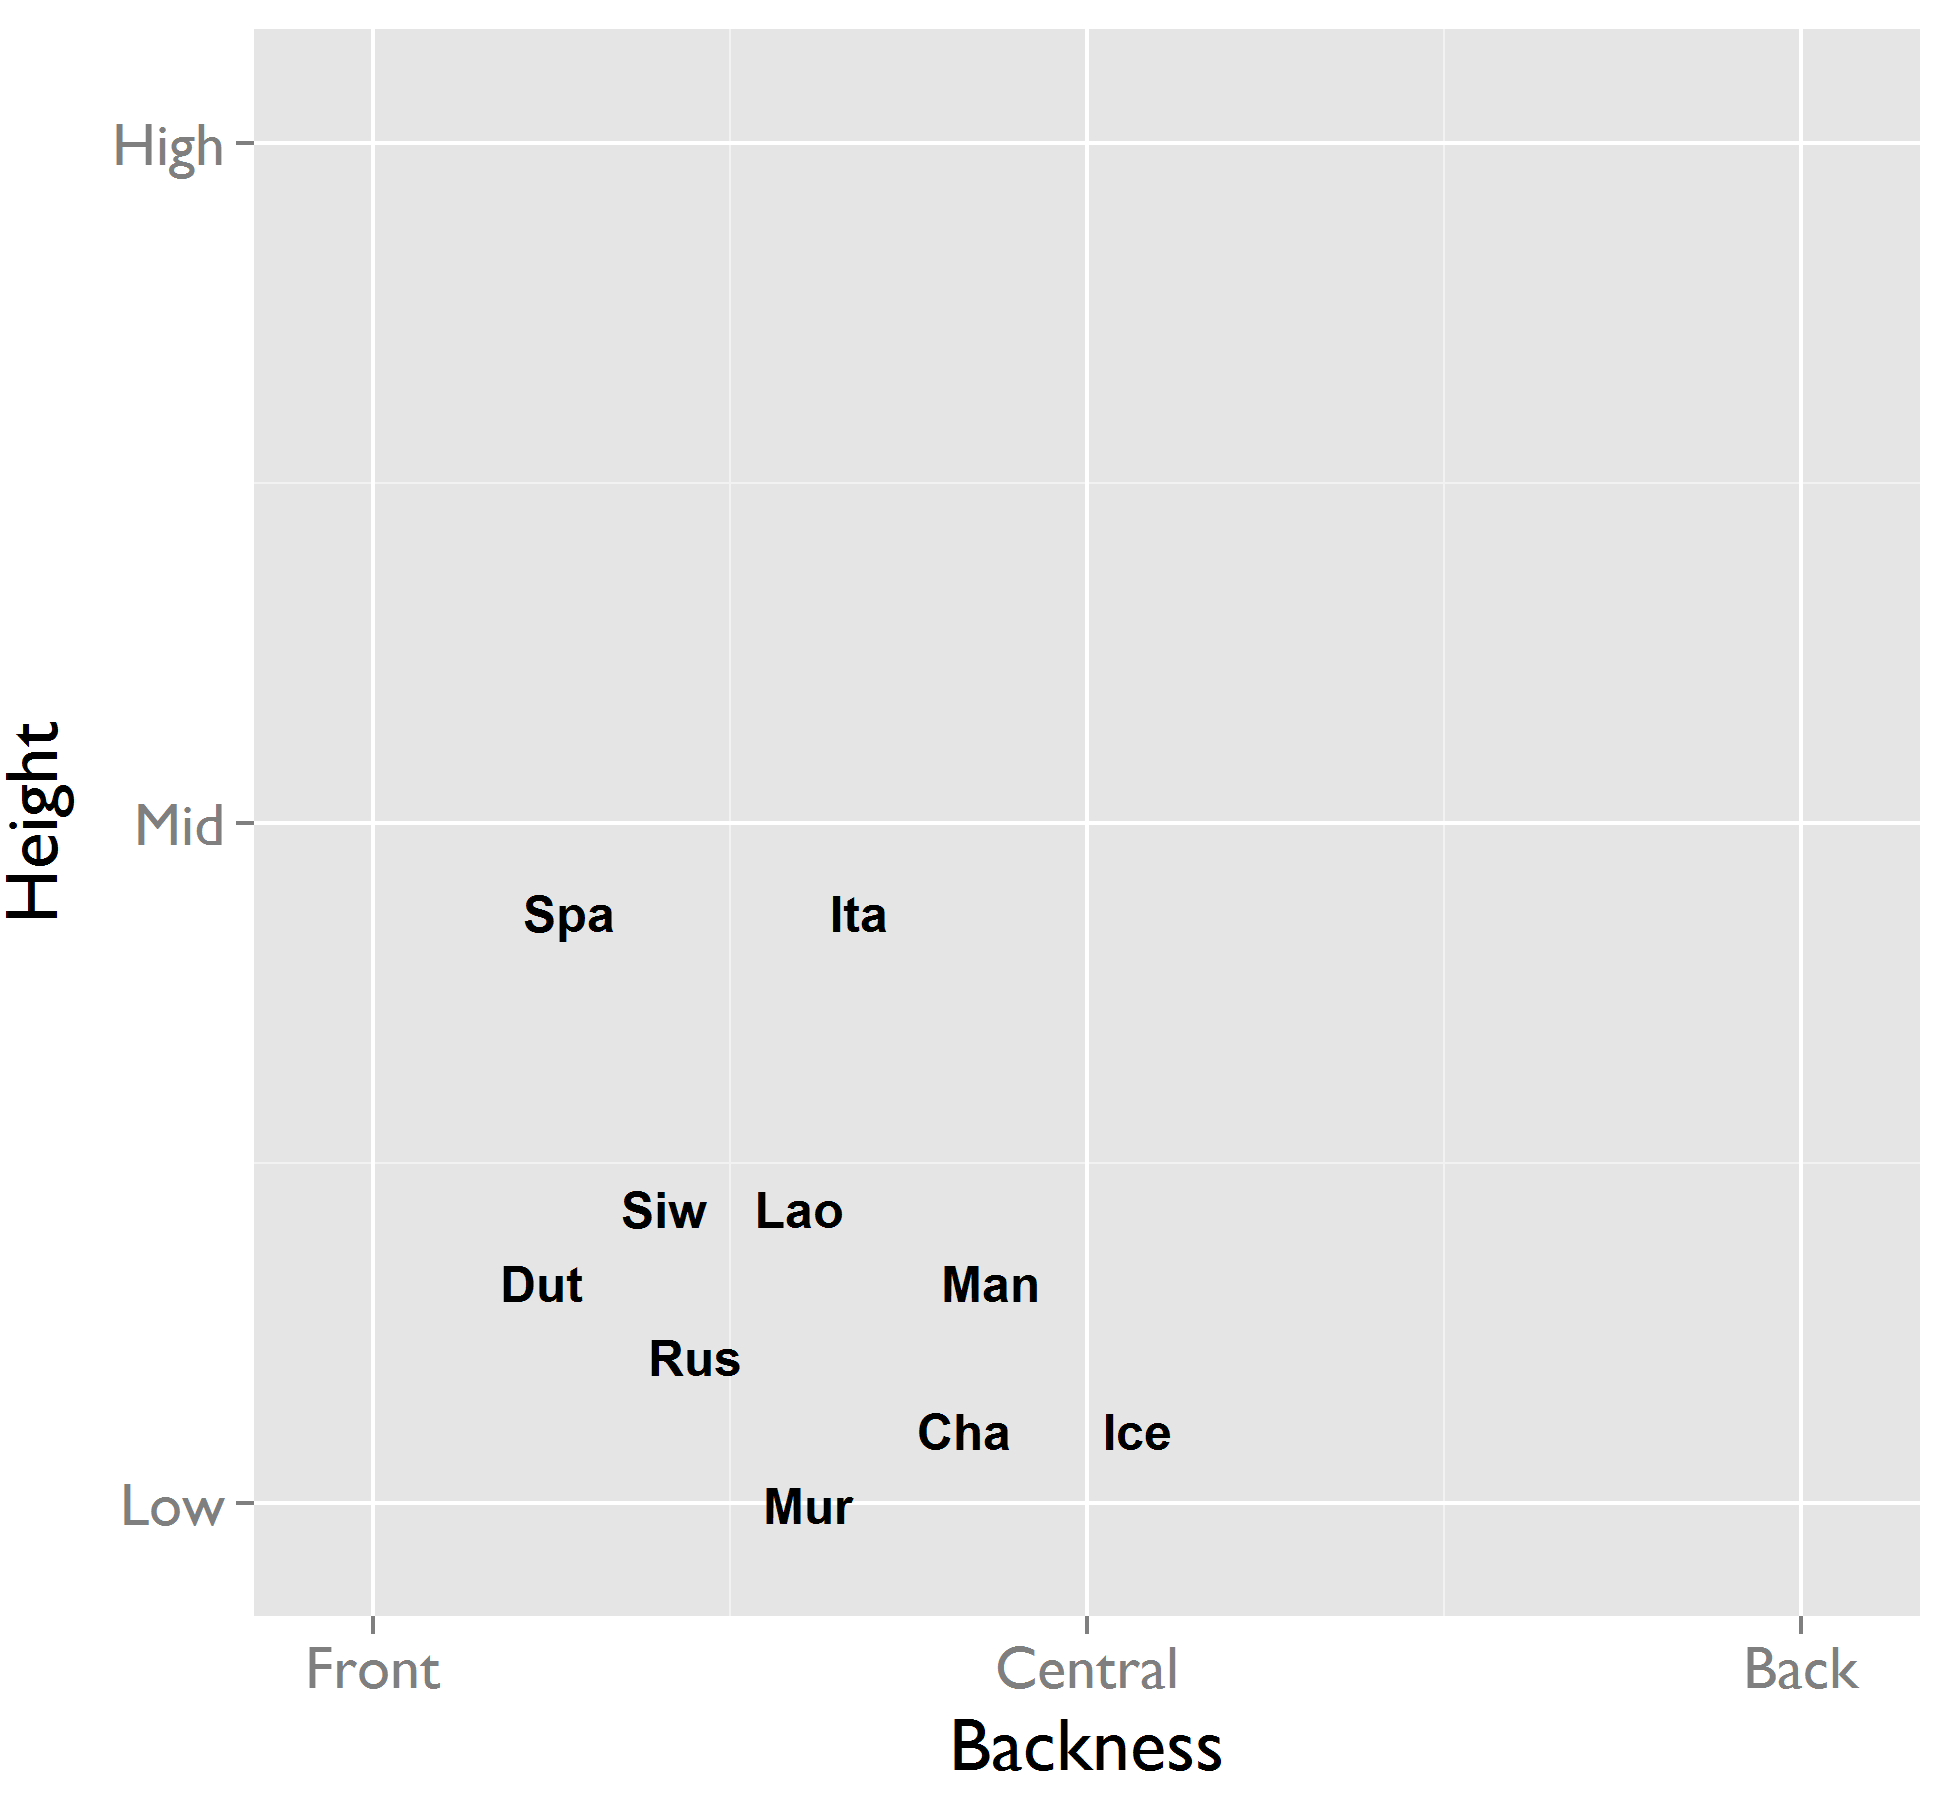 High
Mid
Low
Height
Spa Ita
Siw Lao
Dut Man
Rus
Cha Ice
Mur
Front Central Back
Backness